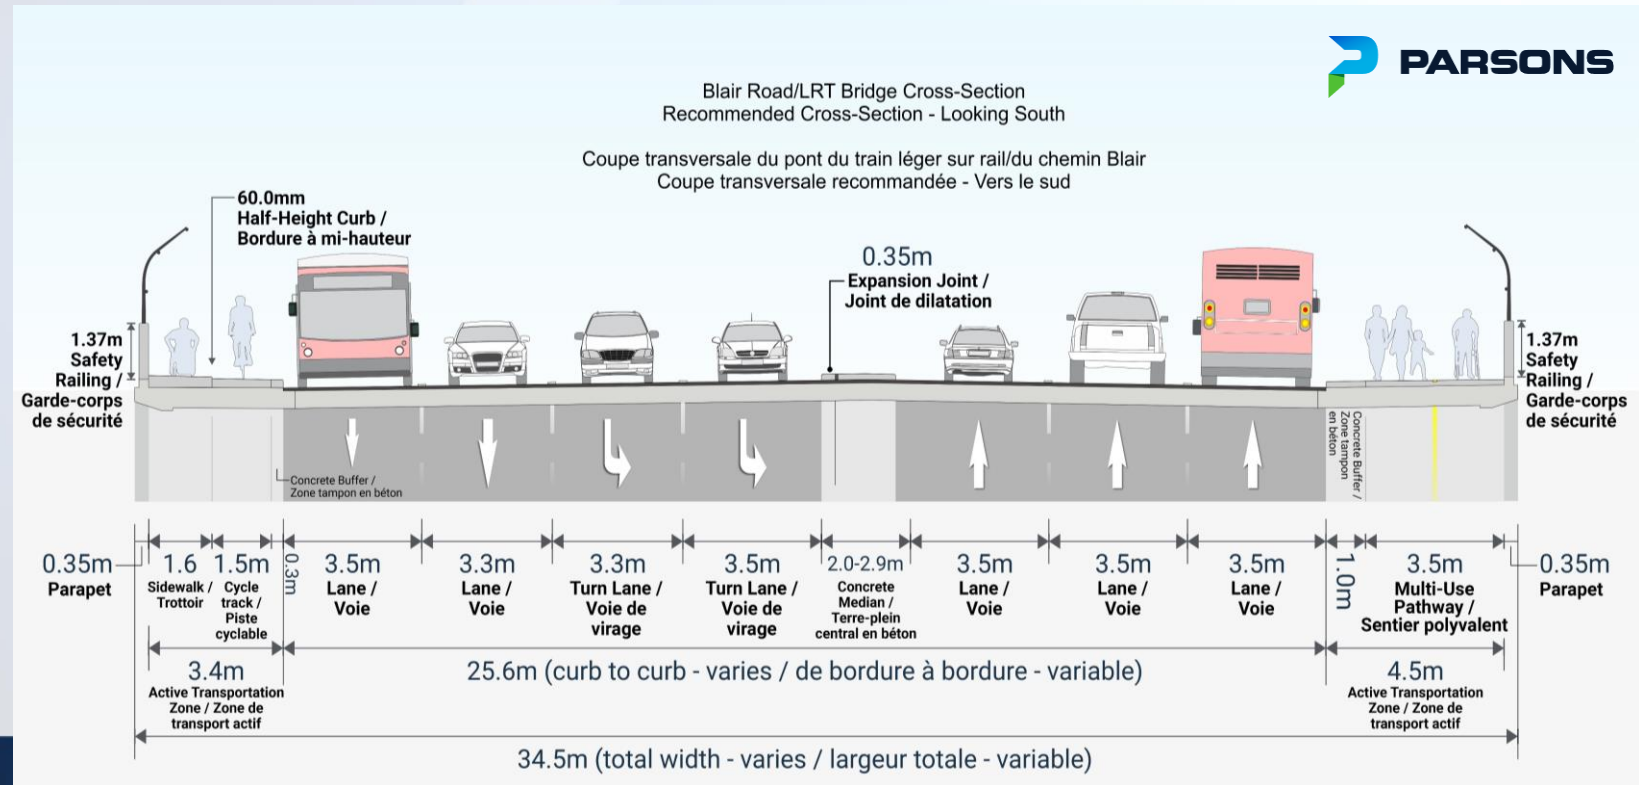 PARSONS
Blair Road/LRT Bridge Cross-Section
Recommended Cross-Section - Looking South
Coupe transversale du pont du train léger sur rail/du chemin Blair
Coupe transversale recommandée - Vers le sud
60.0mm
Half-Height Curb /
Bordure à mi-hauteur
0.35m
Expansion Joint /
Joint de dilatation
1.37m
Safety
Railing /
Garde-corps
de sécurité
1.37m
Safety
Railing /
Garde-corps
de sécurité
Concrete Buffer /
Zone tampon en béton
Concrete Buffer /
Zone tampon
en béton
0.35m
Parapet
1.6
Sidewalk /
Trottoir
1.5m
Cycle
track /
Piste
cyclable
0.3m
3.5m
Lane /
Voie
3.3m
Lane /
Voie
3.3m
Turn Lane /
Voie de
virage
3.5m
Turn Lane /
Voie de
virage
2.0-2.9m
Concrete
Median /
Terre-plein
central en béton
3.5m
Lane /
Voie
3.5m
Lane /
Voie
3.5m
Lane /
Voie
1.0m
3.5m
Multi-Use
Pathway /
Sentier polyvalent
0.35m
Parapet
3.4m
Active Transportation
Zone / Zone de
transport actif
25.6m (curb to curb - varies / de bordure à bordure - variable)
4.5m
Active Transportation
Zone / Zone de
transport actif
34.5m (total width - varies / largeur totale - variable)